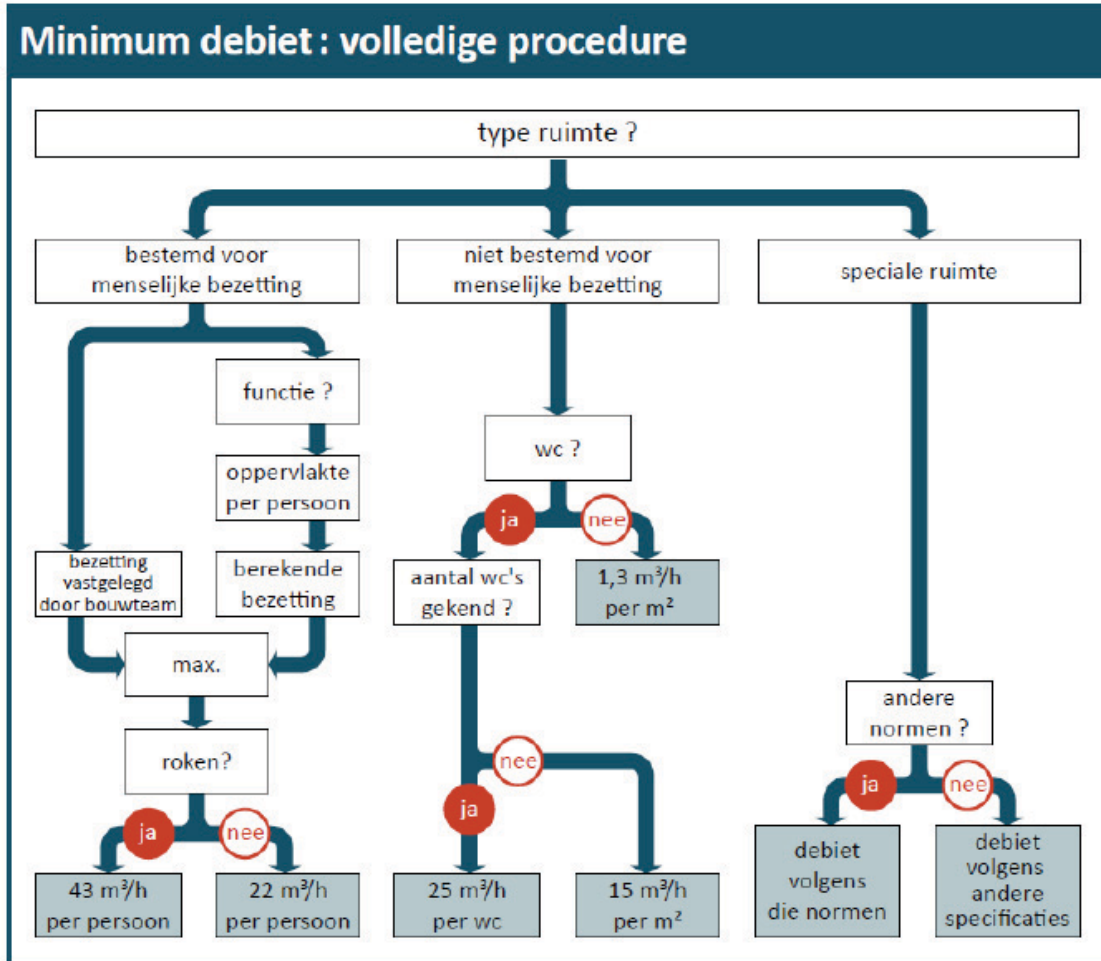 Minimum debiet : volledige procedure
type ruimte ?
bestemd voor
menselijke bezetting
niet bestemd voor
menselijke bezetting
speciale ruimte
functie ?
wc ?
oppervlakte
per persoon
ja
nee
bezetting
vastgelegd
door bouwteam
berekende
bezetting
aantal wc's
gekend ?
1,3 m³/h
per m²
max.
andere
normen ?
roken?
nee
ja
ja
nee
ja
nee
43 m³/h
per persoon
22 m³/h
per persoon
25 m³/h
per wc
15 m³/h
per m²
debiet
volgens
die normen
debiet
volgens
andere
specificaties